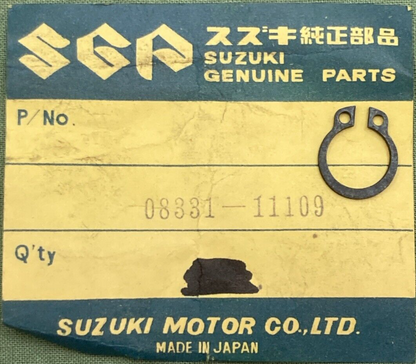 SGP
スズキ純正部品
SUZUKI
GENUINE PARTS
P/No.
08331-11109
Q'ty
SUZUKI MOTOR CO.,LTD.
MADE IN JAPAN